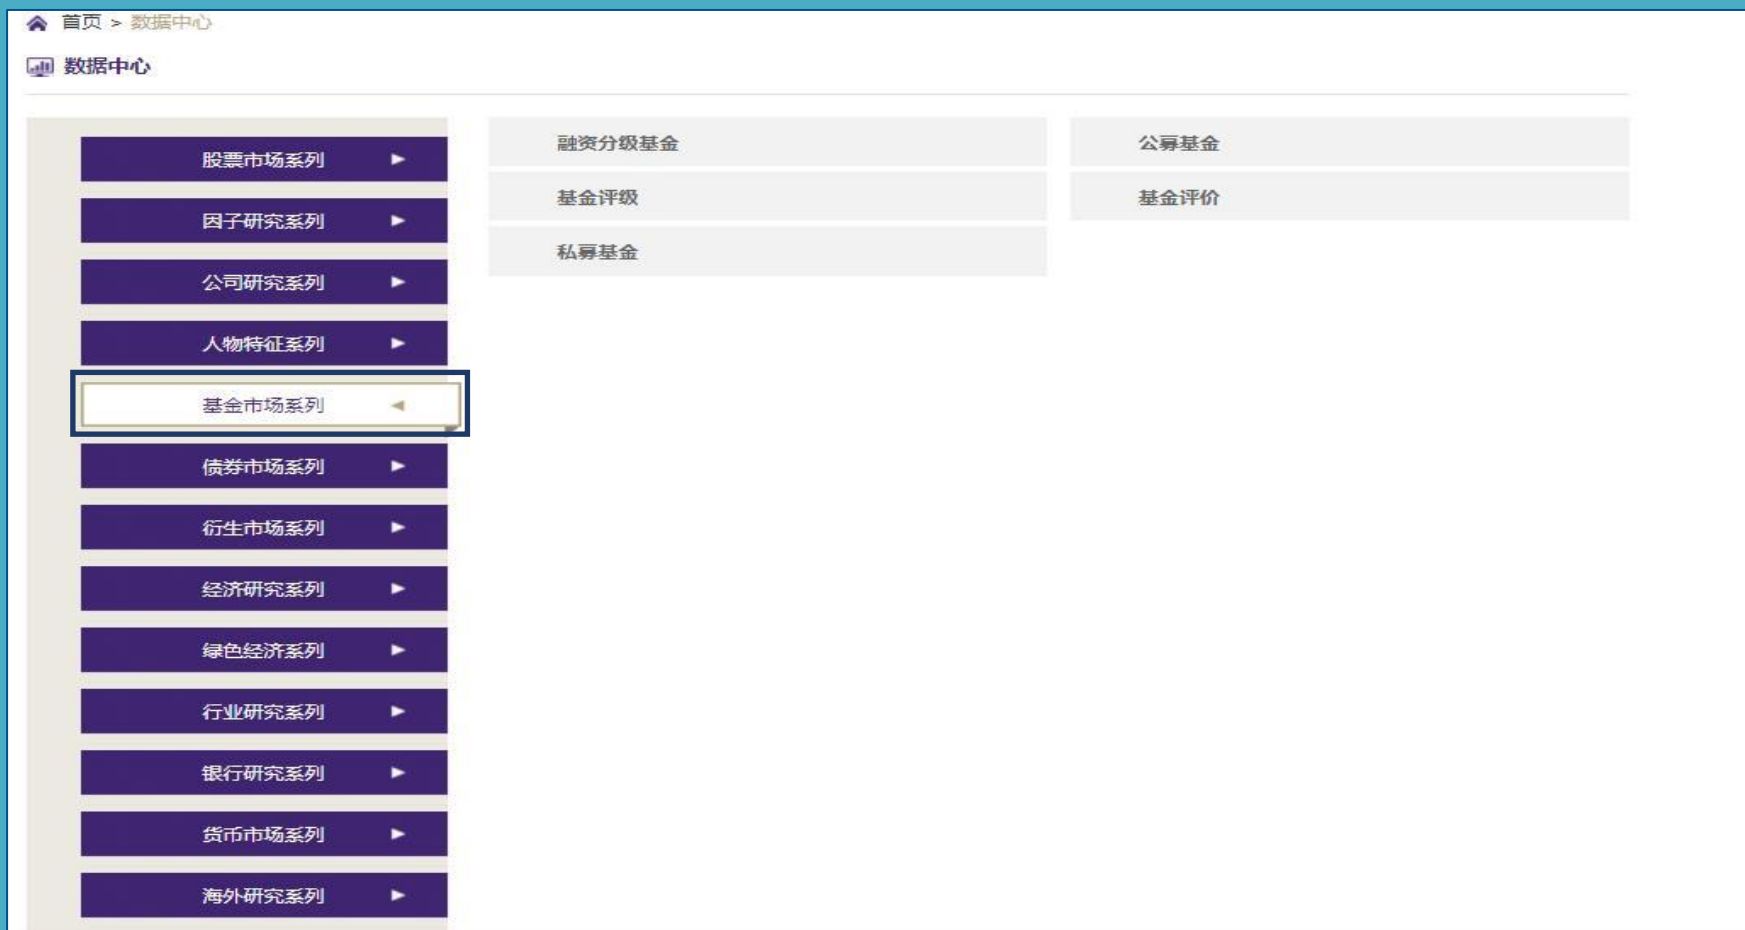 首页 > 数据中心
数据中心
股票市场系列
因子研究系列
公司研究系列
人物特征系列
基金市场系列
债券市场系列
衍生市场系列
经济研究系列
绿色经济系列
行业研究系列
银行研究系列
货币市场系列
海外研究系列
融资分级基金
公募基金
基金评级
基金评价
私募基金